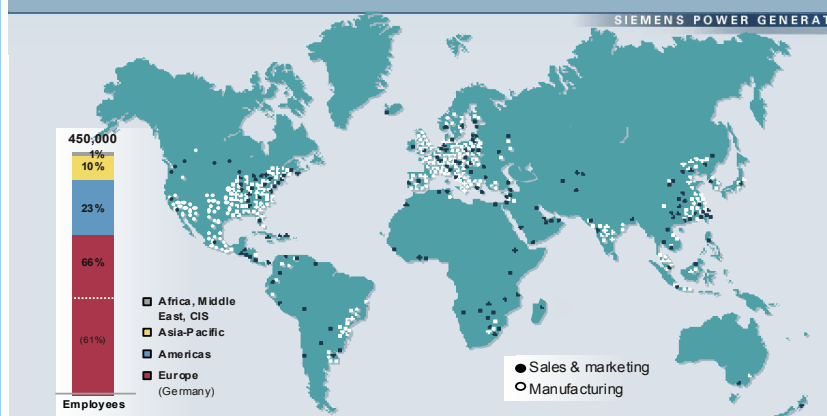 SIEMENS POWER GENERAT
450,000
1%
10%
23%
66%
(61%)
Employees
Africa, Middle
East, CIS
Asia-Pacific
Americas
Europe
(Germany)
Sales & marketing
Manufacturing